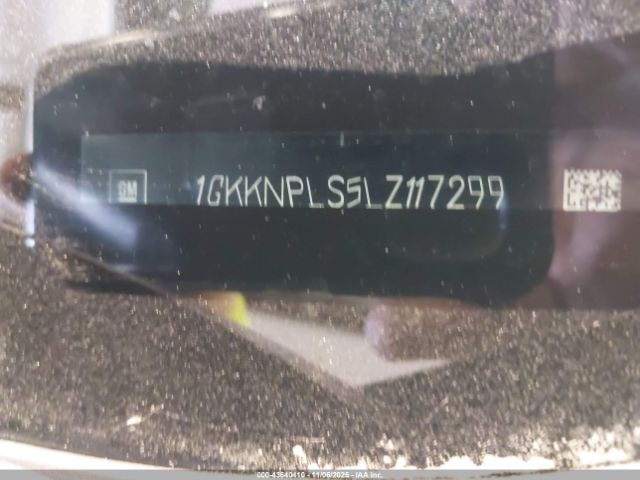 GM 1GKKNPLS5LZ117299
000-43640410 - 11/06/2025 - IAA Inc.